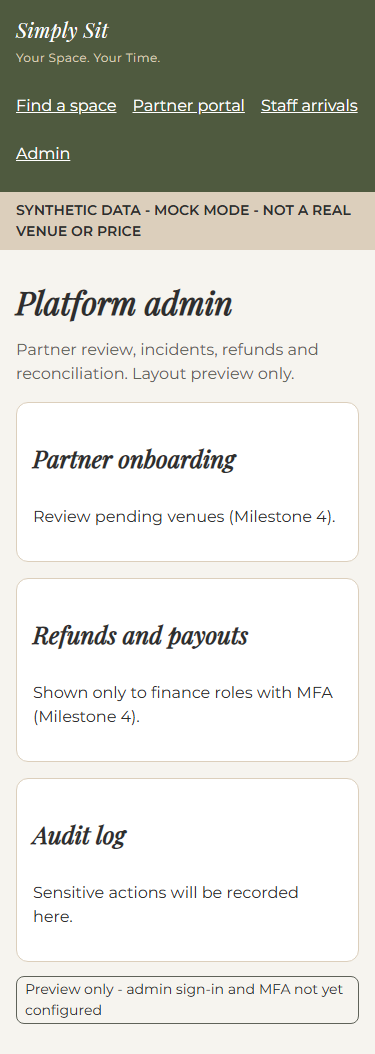 Simply Sit
Your Space. Your Time.
Find a space Partner portal Staff arrivals
Admin
SYNTHETIC DATA - MOCK MODE - NOT A REAL
VENUE OR PRICE
Platform admin
Partner review, incidents, refunds and
reconciliation. Layout preview only.
Partner onboarding
Review pending venues (Milestone 4).
Refunds and payouts
Shown only to finance roles with MFA
(Milestone 4).
Audit log
Sensitive actions will be recorded
here.
Preview only - admin sign-in and MFA not yet
configured